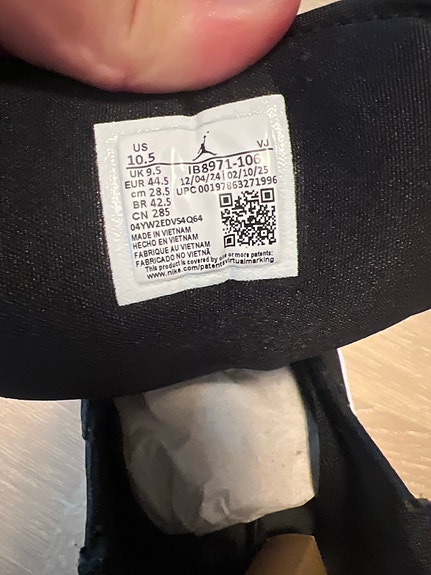 US VJ
10.5 IB8971-106
UK 9.5 12/04/24 | 02/10/25
EUR 44.5 UPC 00197863271996
cm 28.5
BR 42.5
CN 285
04YW2EDVS4Q64
MADE IN VIETNAM
HECHO EN VIETNAM
FABRIQUE AU VIETNAM
FABRICADO NO VIETNÃ
This product is covered by one or more patents
www.nike.com/patentvirtualmarking